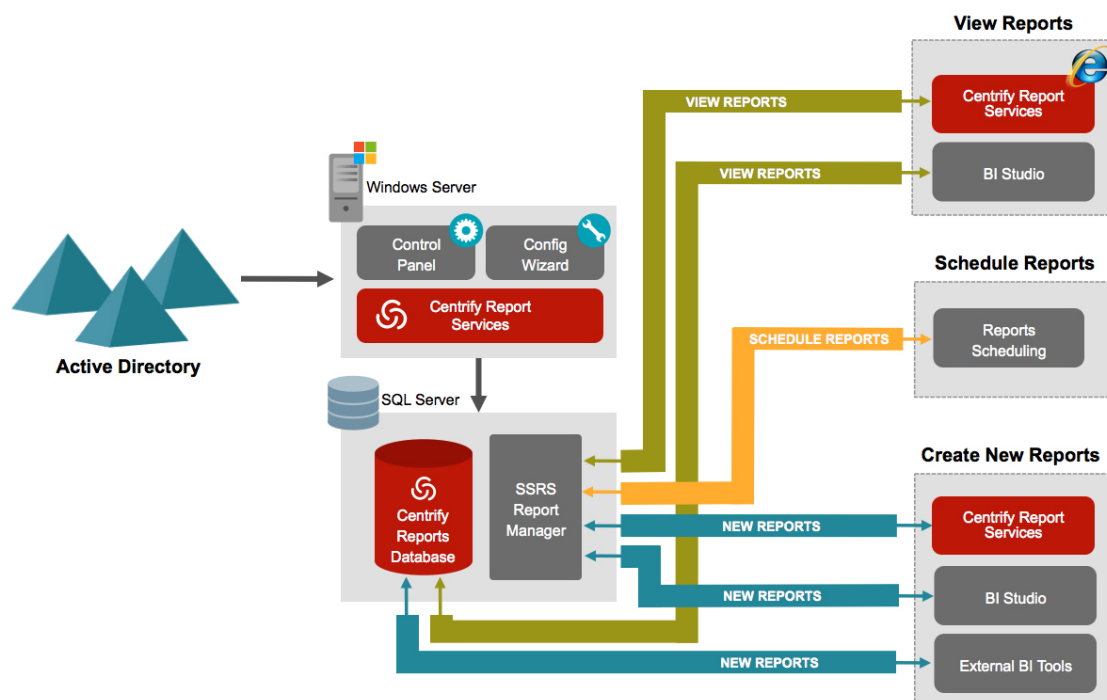 View Reports
Centrify Report
Services
BI Studio
VIEW REPORTS
VIEW REPORTS
Windows Server
Control
Panel
Config
Wizard
Centrify Report
Services
Active Directory
Schedule Reports
Reports
Scheduling
SCHEDULE REPORTS
SQL Server
Centrify
Reports
Database
SSRS
Report
Manager
Create New Reports
Centrify Report
Services
BI Studio
External BI Tools
NEW REPORTS
NEW REPORTS
NEW REPORTS